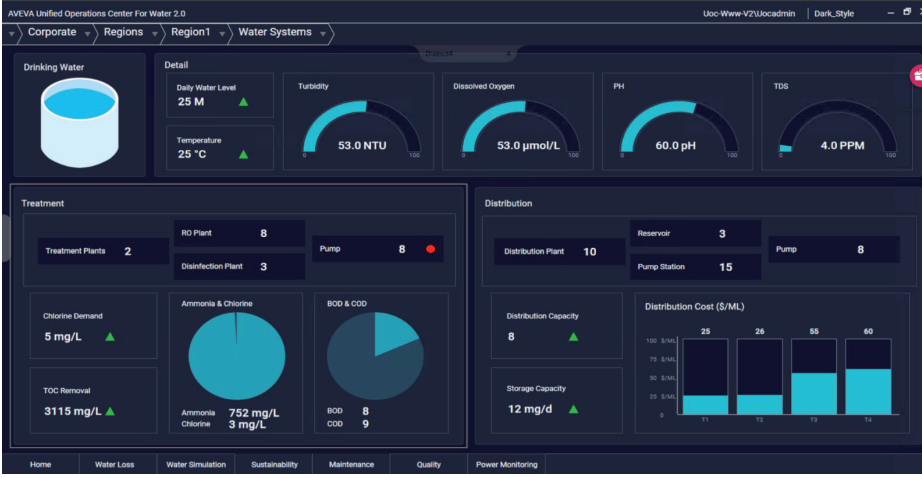 AVEVA Unified Operations Center For Water 2.0
Uoc-Www-V2\Uocadmin
Dark_Style
Corporate
Regions
Region1
Water Systems
Drinking Water
Detail
Daily Water Level
25 M
Temperature
25 °C
Turbidity
53.0 NTU
0
100
Dissolved Oxygen
53.0 µmol/L
0
100
PH
60.0 pH
0
100
TDS
4.0 PPM
0
100
Treatment
Treatment Plants 2
RO Plant 8
Disinfection Plant 3
Pump 8
Chlorine Demand
5 mg/L
TOC Removal
3115 mg/L
Ammonia & Chlorine
Ammonia 752 mg/L
Chlorine 3 mg/L
BOD & COD
BOD 8
COD 9
Distribution
Distribution Plant 10
Reservoir 3
Pump Station 15
Pump 8
Distribution Capacity
8
Storage Capacity
12 mg/d
Distribution Cost ($/ML)
25 26 55 60
100 $/ML
75 $/ML
50 $/ML
25 $/ML
0
T1 T2 T3 T4
Home
Water Loss
Water Simulation
Sustainability
Maintenance
Quality
Power Monitoring